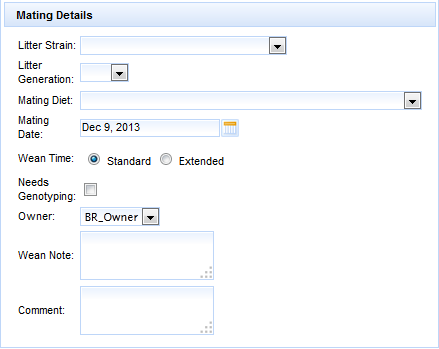 Mating Details
Litter Strain:
Litter
Generation:
Mating Diet:
Mating
Date: Dec 9, 2013
Wean Time: Standard Extended
Needs
Genotyping:
Owner: BR_Owner
Wean Note:
Comment: